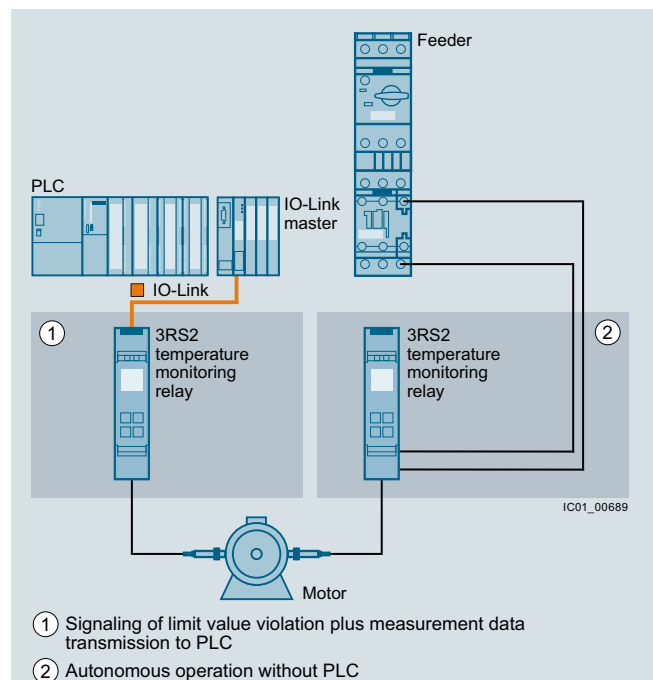 Feeder
PLC
IO-Link
master
IO-Link
1
3RS2
temperature
monitoring
relay
3RS2
temperature
monitoring
relay
2
IC01_00689
Motor
1 Signaling of limit value violation plus measurement data
transmission to PLC
2 Autonomous operation without PLC